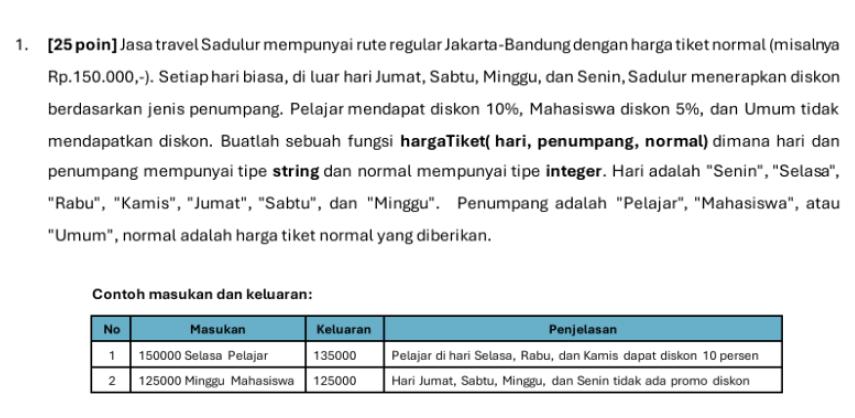 1. [25 poin] Jasa travel Sadulur mempunyai rute regular Jakarta-Bandung dengan harga tiket normal (misalnya
Rp.150.000,-). Setiap hari biasa, di luar hari Jumat, Sabtu, Minggu, dan Senin, Sadulur menerapkan diskon
berdasarkan jenis penumpang. Pelajar mendapat diskon 10%, Mahasiswa diskon 5%, dan Umum tidak
mendapatkan diskon. Buatlah sebuah fungsi hargaTiket( hari, penumpang, normal) dimana hari dan
penumpang mempunyai tipe string dan normal mempunyai tipe integer. Hari adalah "Senin", "Selasa",
"Rabu", "Kamis", "Jumat", "Sabtu", dan "Minggu". Penumpang adalah "Pelajar", "Mahasiswa", atau
"Umum", normal adalah harga tiket normal yang diberikan.
Contoh masukan dan keluaran:
No Masukan Keluaran Penjelasan
1 150000 Selasa Pelajar 135000 Pelajar di hari Selasa, Rabu, dan Kamis dapat diskon 10 persen
2 125000 Minggu Mahasiswa 125000 Hari Jumat, Sabtu, Minggu, dan Senin tidak ada promo diskon